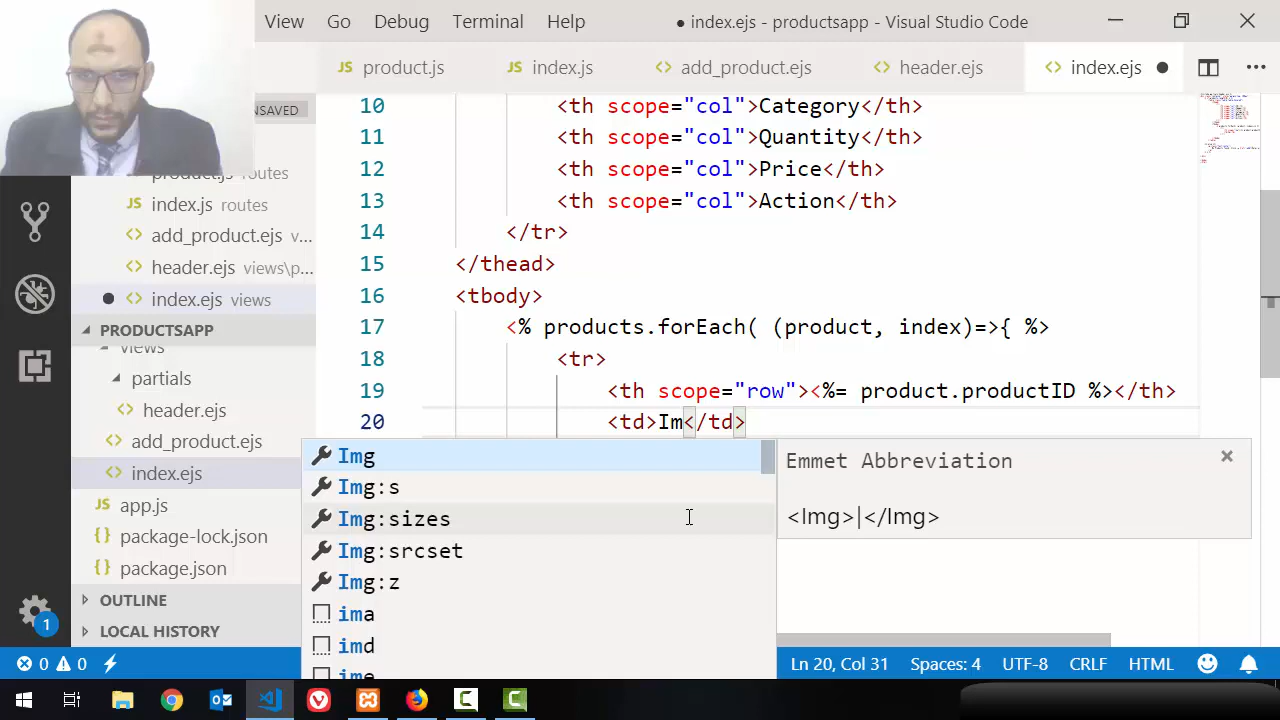 View Go Debug Terminal Help
● index.ejs - productsapp - Visual Studio Code
JS product.js
JS index.js
<> add_product.ejs
<> header.ejs
<> index.ejs ●
NSAVED
product.js routes
JS index.js routes
<> add_product.ejs v...
<> header.ejs views\p...
● <> index.ejs views
PRODUCTSAPP
views
partials
<> header.ejs
<> add_product.ejs
<> index.ejs
JS app.js
package-lock.json
package.json
OUTLINE
LOCAL HISTORY
10 <th scope="col">Category</th>
11 <th scope="col">Quantity</th>
12 <th scope="col">Price</th>
13 <th scope="col">Action</th>
14 </tr>
15 </thead>
16 <tbody>
17 <% products.forEach( (product, index)=>{ %>
18 <tr>
19 <th scope="row"><%= product.productID %></th>
20 <td>Im</td>
Img
Img:s
Img:sizes
Img:srcset
Img:z
ima
imd
Emmet Abbreviation
<Img>|</Img>
1
0 0
Ln 20, Col 31 Spaces: 4 UTF-8 CRLF HTML